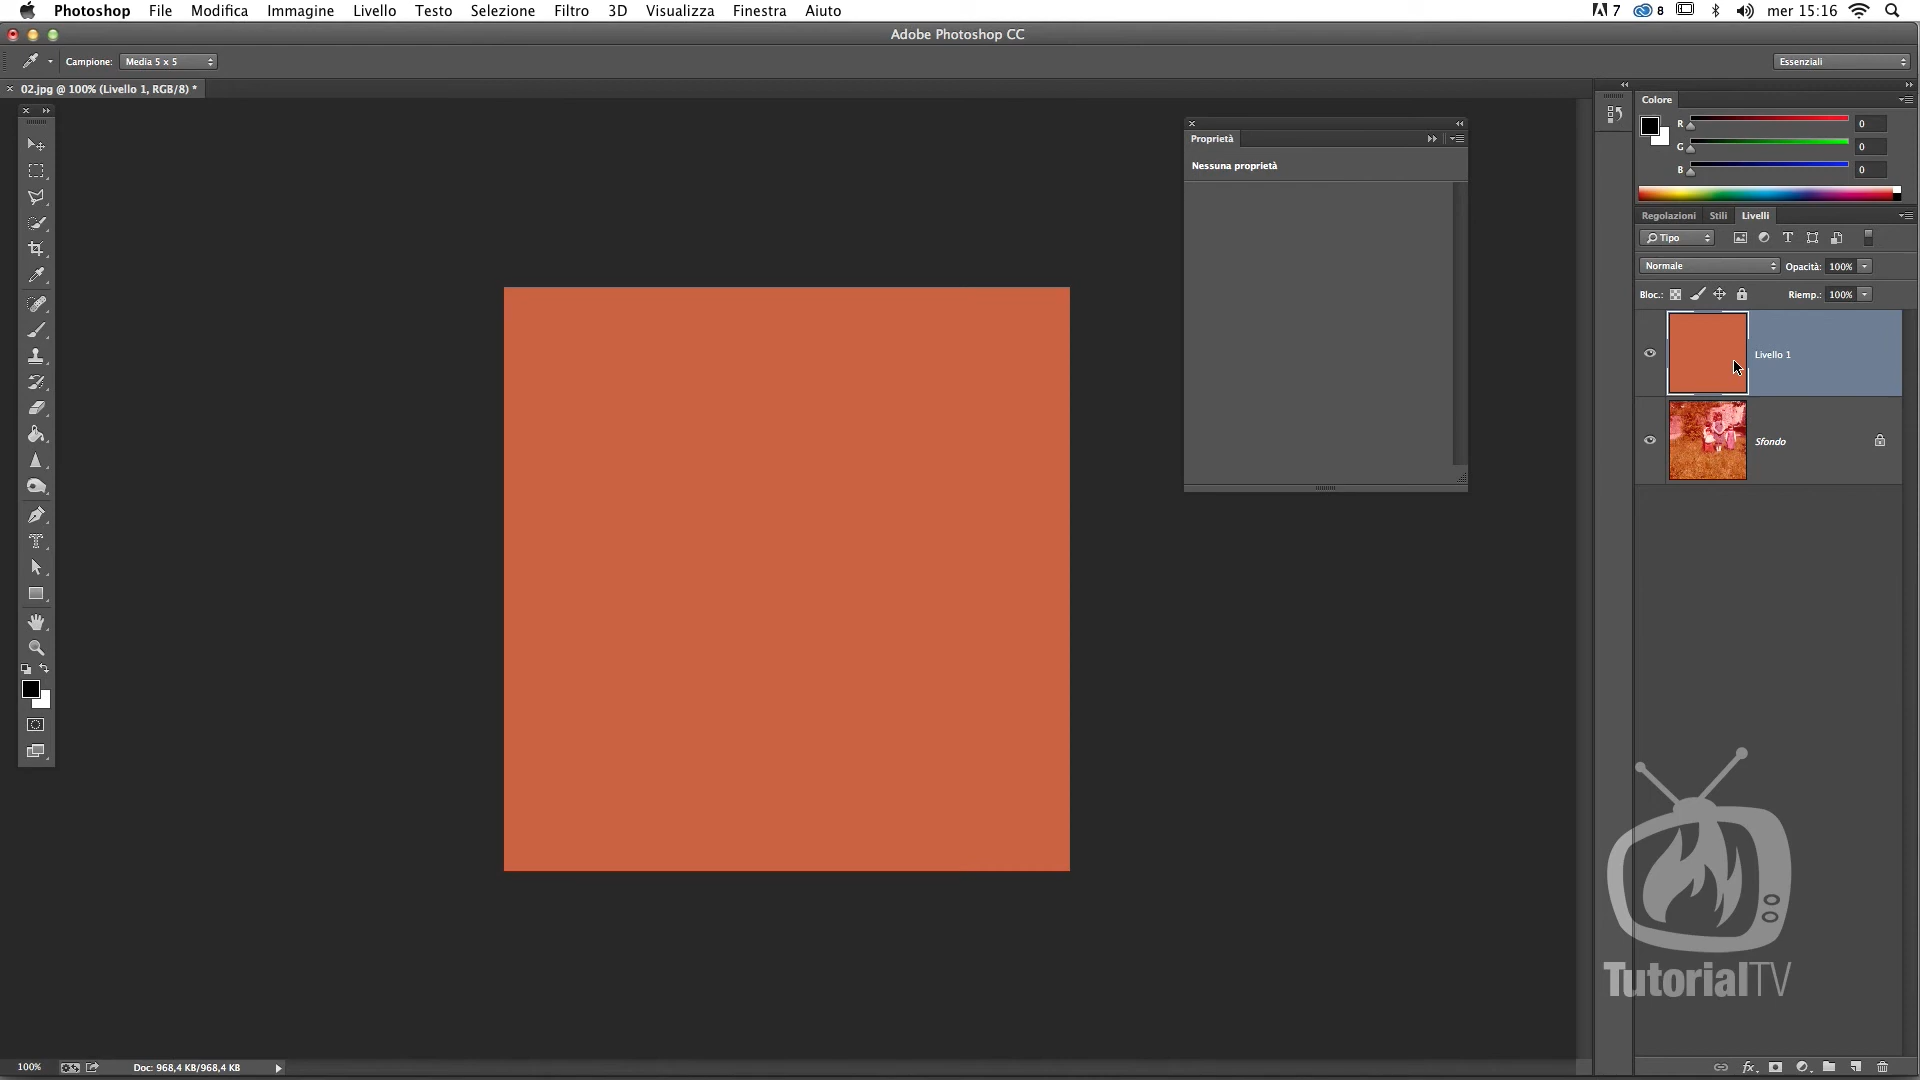 Photoshop File Modifica Immagine Livello Testo Selezione Filtro 3D Visualizza Finestra Aiuto 7 8 mer 15:16
Adobe Photoshop CC
Campione: Media 5 x 5 Essenziali
02.jpg @ 100% (Livello 1, RGB/8) *
Colore
R 0
G 0
B 0
Proprietà
Nessuna proprietà
Regolazioni Stili Livelli
Tipo
Normale Opacità: 100%
Bloc.: Riemp.: 100%
Livello 1
Sfondo
TutorialTV
100% Doc: 968,4 KB/968,4 KB